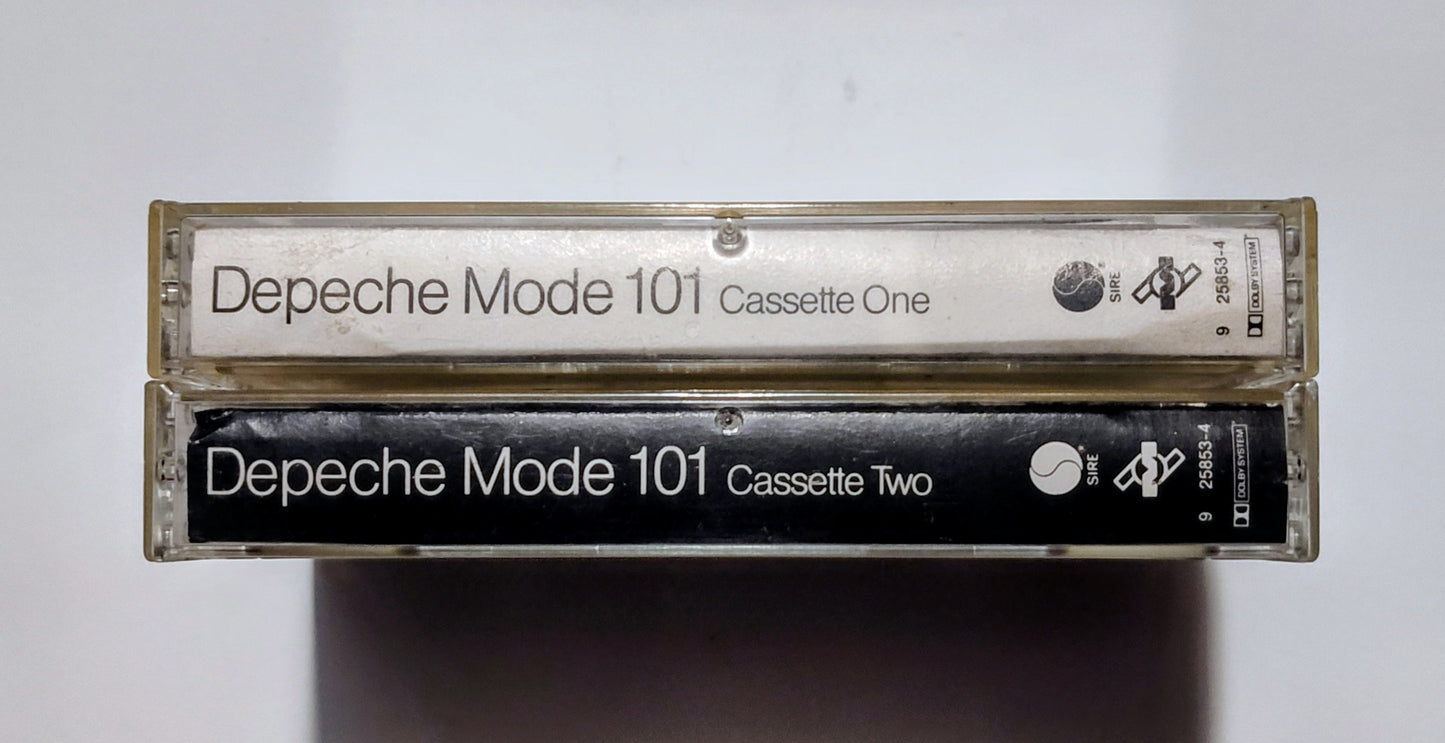 Depeche Mode 101 Cassette One
SIRE®
9 25853-4
DOLBY SYSTEM
Depeche Mode 101 Cassette Two
SIRE®
9 25853-4
DOLBY SYSTEM